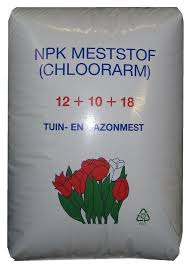 NPK MESTSTOF
(CHLOORARM)
12 + 10 + 18
TUIN- EN GAZONMEST